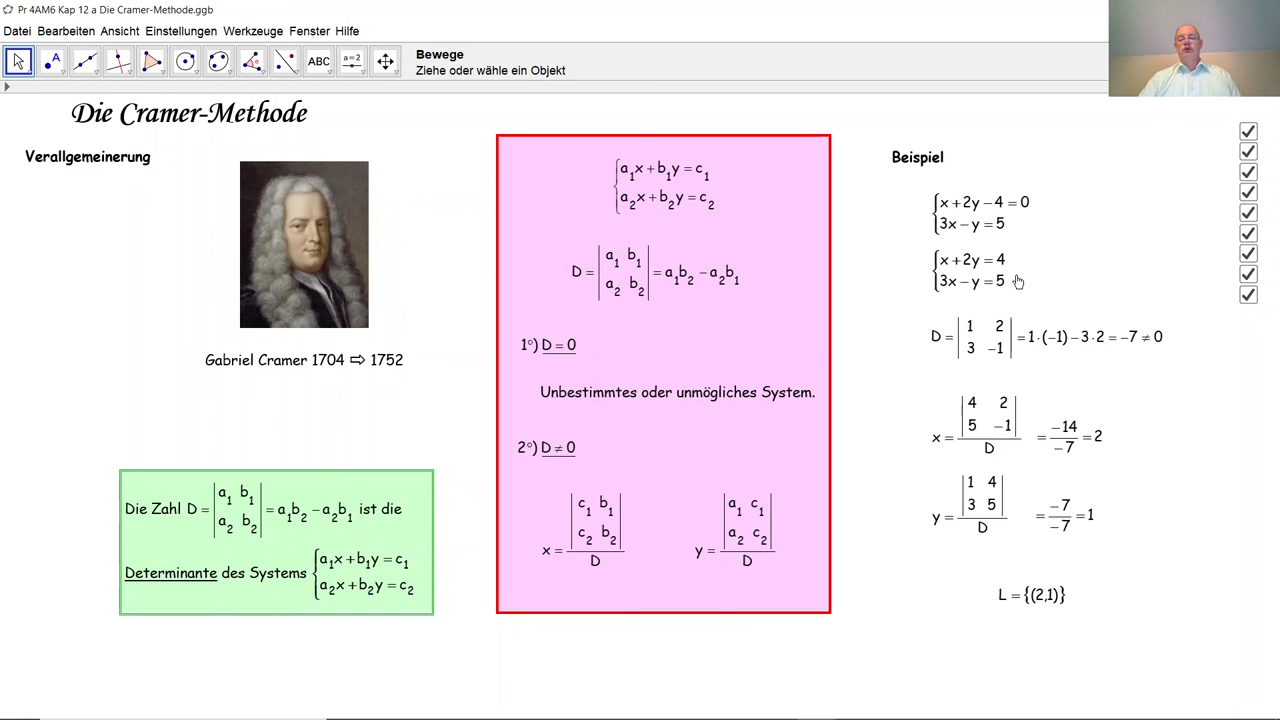 Pr 4AM6 Kap 12 a Die Cramer-Methode.ggb
Datei Bearbeiten Ansicht Einstellungen Werkzeuge Fenster Hilfe
A
ABC
a=2
Bewege
Ziehe oder wähle ein Objekt
Die Cramer-Methode
Verallgemeinerung
Gabriel Cramer 1704 ⇨ 1752
Die Zahl D = | a₁ b₁ ; a₂ b₂ | = a₁b₂ − a₂b₁ ist die
Determinante des Systems { a₁x + b₁y = c₁ ; a₂x + b₂y = c₂
{ a₁x + b₁y = c₁
a₂x + b₂y = c₂
D = | a₁ b₁ ; a₂ b₂ | = a₁b₂ − a₂b₁
1°) D = 0
Unbestimmtes oder unmögliches System.
2°) D ≠ 0
x = | c₁ b₁ ; c₂ b₂ | / D y = | a₁ c₁ ; a₂ c₂ | / D
Beispiel
{ x + 2y − 4 = 0
3x − y = 5
{ x + 2y = 4
3x − y = 5
D = | 1 2 ; 3 −1 | = 1·(−1) − 3·2 = −7 ≠ 0
x = | 4 2 ; 5 −1 | / D = −14 / −7 = 2
y = | 1 4 ; 3 5 | / D = −7 / −7 = 1
L = {(2,1)}